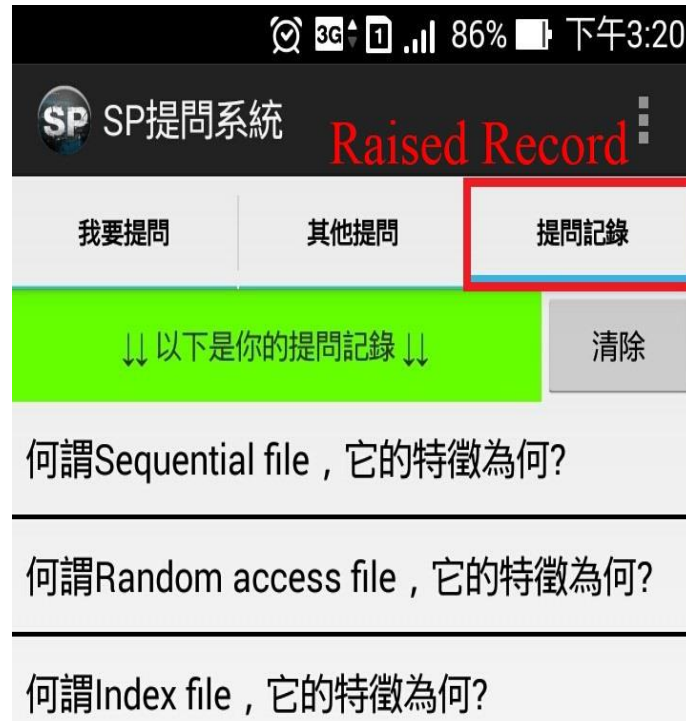 3G 1 86% 下午3:20
SP SP提問系統 Raised Record
我要提問 其他提問 提問記錄
↓↓ 以下是你的提問記錄 ↓↓ 清除
何謂Sequential file，它的特徵為何?
何謂Random access file，它的特徵為何?
何謂Index file，它的特徵為何?